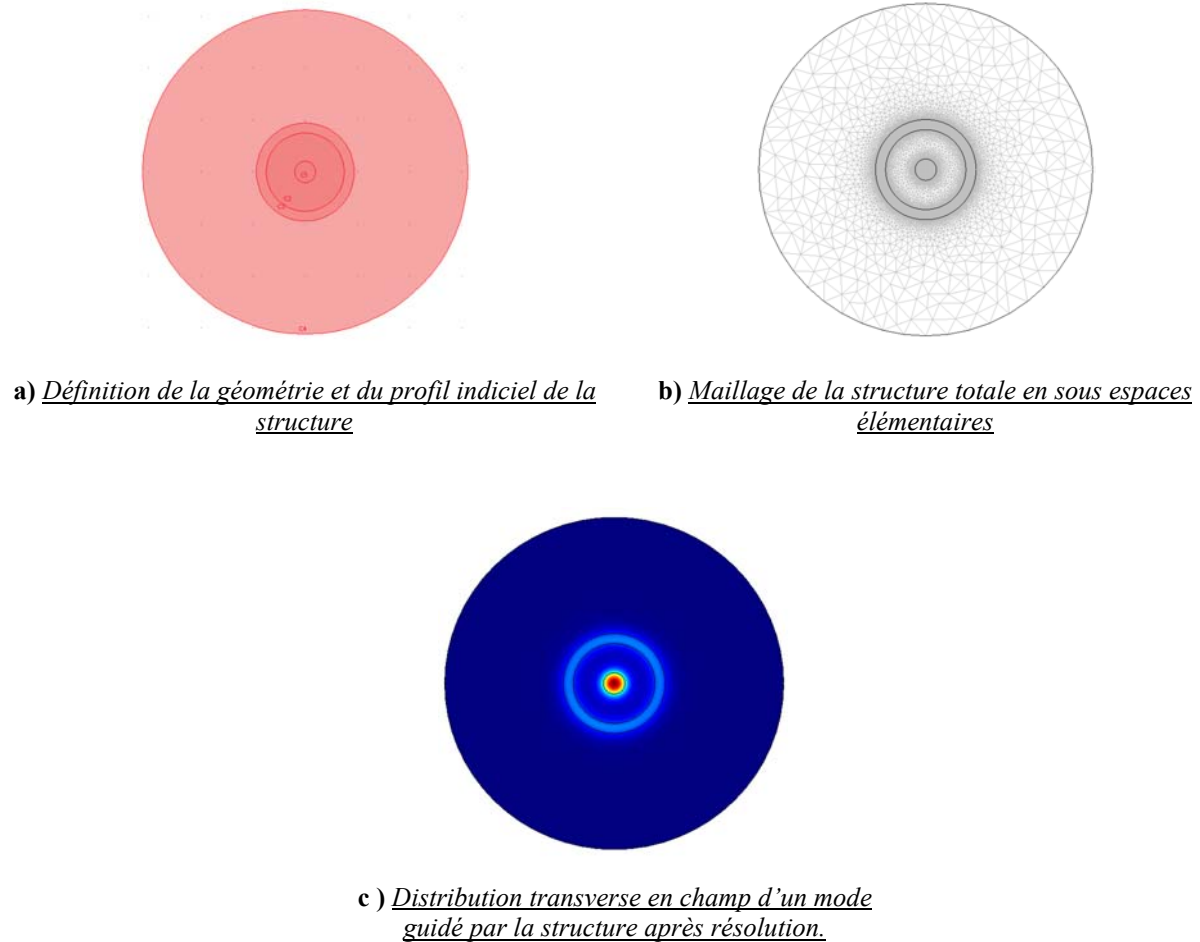 a) Définition de la géométrie et du profil indiciel de la
structure
b) Maillage de la structure totale en sous espaces
élémentaires
c ) Distribution transverse en champ d'un mode
guidé par la structure après résolution.